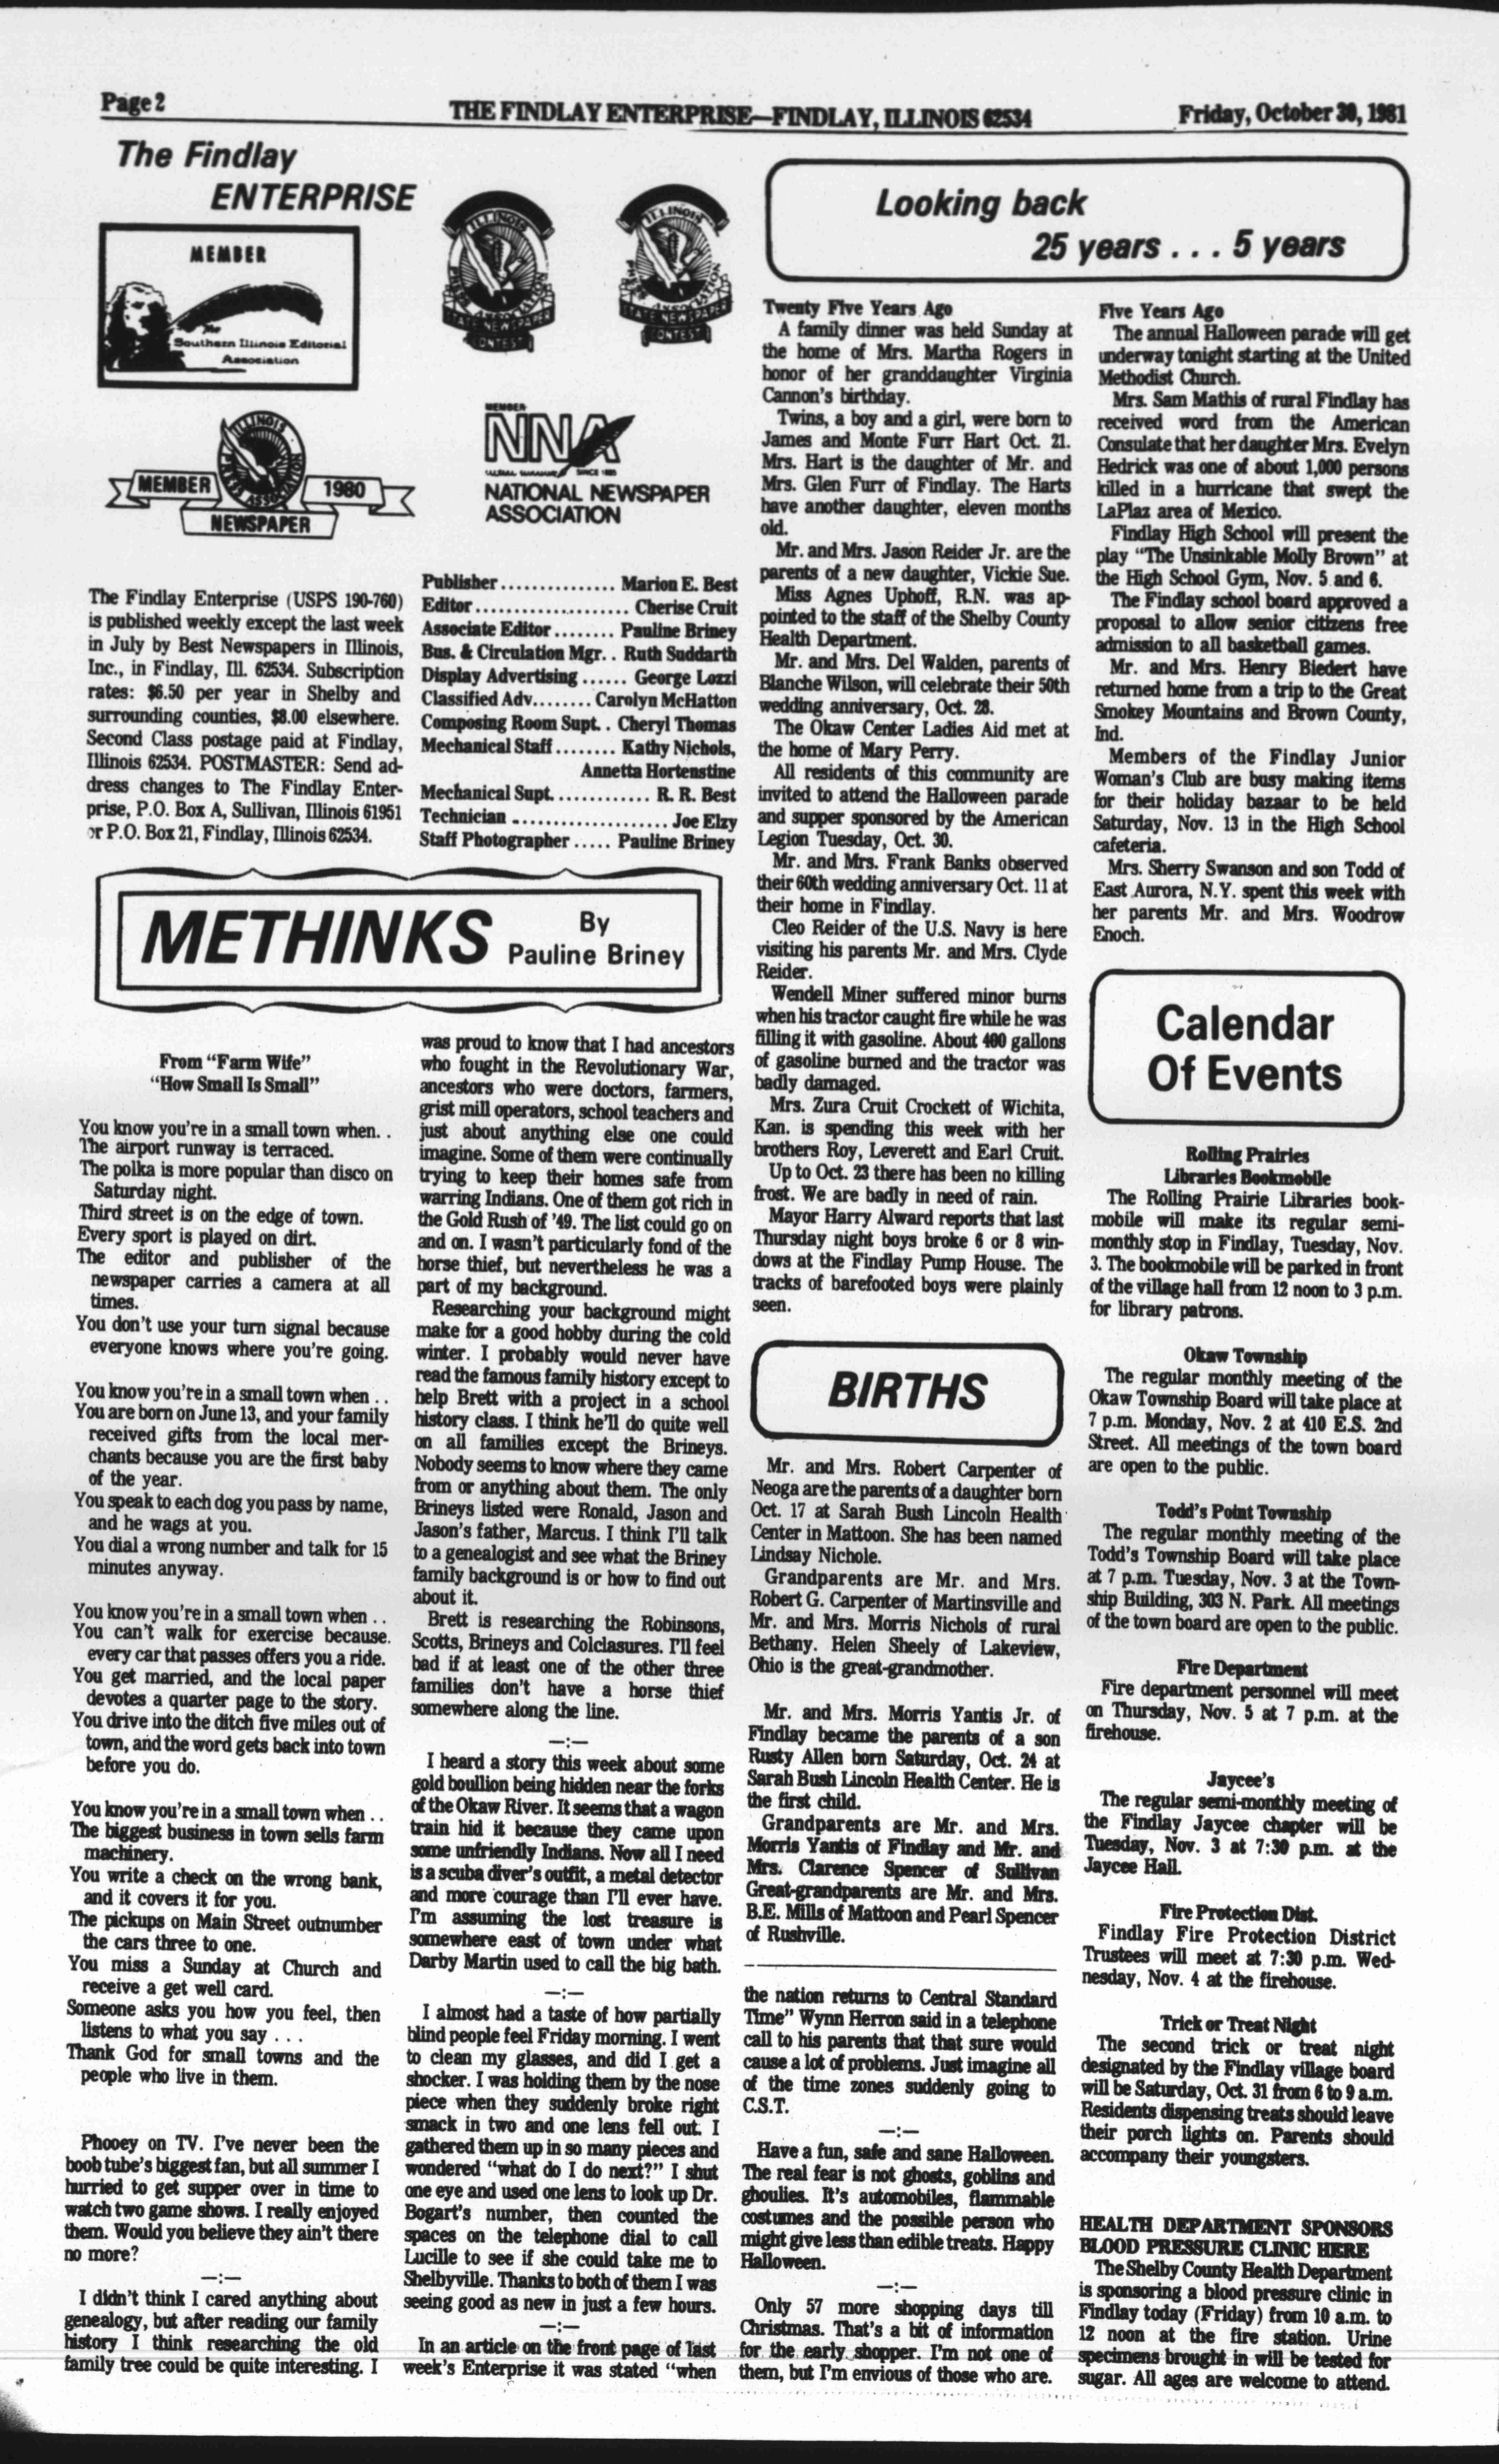 Page 2
THE FINDLAY ENTERPRISE—FINDLAY, ILLINOIS 62534
Friday, October 30, 1981
The Findlay
ENTERPRISE
MEMBER
The
Southern Illinois Editorial
Association
ILLINOIS
PRESS ASSOCIATION
STATE NEWSPAPER
CONTEST
ILLINOIS
PRESS ASSOCIATION
STATE NEWSPAPER
CONTEST
ILLINOIS
PRESS ASSOCIATION
MEMBER
1980
NEWSPAPER
MEMBER
NNA
SINCE 1885
NATIONAL NEWSPAPER
ASSOCIATION
The Findlay Enterprise (USPS 190-760)
is published weekly except the last week
in July by Best Newspapers in Illinois,
Inc., in Findlay, Ill. 62534. Subscription
rates: $6.50 per year in Shelby and
surrounding counties, $8.00 elsewhere.
Second Class postage paid at Findlay,
Illinois 62534. POSTMASTER: Send ad-
dress changes to The Findlay Enter-
prise, P.O. Box A, Sullivan, Illinois 61951
or P.O. Box 21, Findlay, Illinois 62534.
Publisher . . . . . . . . . . . . . . Marion E. Best
Editor . . . . . . . . . . . . . . . . . . . Cherise Cruit
Associate Editor . . . . . . . . Pauline Briney
Bus. & Circulation Mgr. . Ruth Suddarth
Display Advertising . . . . . . George Lozzi
Classified Adv. . . . . . . . Carolyn McHatton
Composing Room Supt. . Cheryl Thomas
Mechanical Staff . . . . . . . . Kathy Nichols,
Annetta Hortenstine
Mechanical Supt. . . . . . . . . . . . . R. R. Best
Technician . . . . . . . . . . . . . . . . . . . Joe Elzy
Staff Photographer . . . . . Pauline Briney
METHINKS
By
Pauline Briney
From "Farm Wife"
"How Small Is Small"
You know you're in a small town when. .
The airport runway is terraced.
The polka is more popular than disco on
Saturday night.
Third street is on the edge of town.
Every sport is played on dirt.
The editor and publisher of the
newspaper carries a camera at all
times.
You don't use your turn signal because
everyone knows where you're going.
You know you're in a small town when . .
You are born on June 13, and your family
received gifts from the local mer-
chants because you are the first baby
of the year.
You speak to each dog you pass by name,
and he wags at you.
You dial a wrong number and talk for 15
minutes anyway.
You know you're in a small town when . .
You can't walk for exercise because.
every car that passes offers you a ride.
You get married, and the local paper
devotes a quarter page to the story.
You drive into the ditch five miles out of
town, and the word gets back into town
before you do.
You know you're in a small town when . .
The biggest business in town sells farm
machinery.
You write a check on the wrong bank,
and it covers it for you.
The pickups on Main Street outnumber
the cars three to one.
You miss a Sunday at Church and
receive a get well card.
Someone asks you how you feel, then
listens to what you say . . .
Thank God for small towns and the
people who live in them.
Phooey on TV. I've never been the
boob tube's biggest fan, but all summer I
hurried to get supper over in time to
watch two game shows. I really enjoyed
them. Would you believe they ain't there
no more?
—:—
I didn't think I cared anything about
genealogy, but after reading our family
history I think researching the old
family tree could be quite interesting. I
was proud to know that I had ancestors
who fought in the Revolutionary War,
ancestors who were doctors, farmers,
grist mill operators, school teachers and
just about anything else one could
imagine. Some of them were continually
trying to keep their homes safe from
warring Indians. One of them got rich in
the Gold Rush of '49. The list could go on
and on. I wasn't particularly fond of the
horse thief, but nevertheless he was a
part of my background.
Researching your background might
make for a good hobby during the cold
winter. I probably would never have
read the famous family history except to
help Brett with a project in a school
history class. I think he'll do quite well
on all families except the Brineys.
Nobody seems to know where they came
from or anything about them. The only
Brineys listed were Ronald, Jason and
Jason's father, Marcus. I think I'll talk
to a genealogist and see what the Briney
family background is or how to find out
about it.
Brett is researching the Robinsons,
Scotts, Brineys and Colclasures. I'll feel
bad if at least one of the other three
families don't have a horse thief
somewhere along the line.
—:—
I heard a story this week about some
gold boullion being hidden near the forks
of the Okaw River. It seems that a wagon
train hid it because they came upon
some unfriendly Indians. Now all I need
is a scuba diver's outfit, a metal detector
and more courage than I'll ever have.
I'm assuming the lost treasure is
somewhere east of town under what
Darby Martin used to call the big bath.
—:—
I almost had a taste of how partially
blind people feel Friday morning. I went
to clean my glasses, and did I get a
shocker. I was holding them by the nose
piece when they suddenly broke right
smack in two and one lens fell out. I
gathered them up in so many pieces and
wondered "what do I do next?" I shut
one eye and used one lens to look up Dr.
Bogart's number, then counted the
spaces on the telephone dial to call
Lucille to see if she could take me to
Shelbyville. Thanks to both of them I was
seeing good as new in just a few hours.
—:—
In an article on the front page of last
week's Enterprise it was stated "when
the nation returns to Central Standard
Time" Wynn Herron said in a telephone
call to his parents that that sure would
cause a lot of problems. Just imagine all
of the time zones suddenly going to
C.S.T.
—:—
Have a fun, safe and sane Halloween.
The real fear is not ghosts, goblins and
ghoulies. It's automobiles, flammable
costumes and the possible person who
might give less than edible treats. Happy
Halloween.
—:—
Only 57 more shopping days till
Christmas. That's a bit of information
for the early shopper. I'm not one of
them, but I'm envious of those who are.
Looking back
25 years . . . 5 years
Twenty Five Years Ago
A family dinner was held Sunday at
the home of Mrs. Martha Rogers in
honor of her granddaughter Virginia
Cannon's birthday.
Twins, a boy and a girl, were born to
James and Monte Furr Hart Oct. 21.
Mrs. Hart is the daughter of Mr. and
Mrs. Glen Furr of Findlay. The Harts
have another daughter, eleven months
old.
Mr. and Mrs. Jason Reider Jr. are the
parents of a new daughter, Vickie Sue.
Miss Agnes Uphoff, R.N. was ap-
pointed to the staff of the Shelby County
Health Department.
Mr. and Mrs. Del Walden, parents of
Blanche Wilson, will celebrate their 50th
wedding anniversary, Oct. 28.
The Okaw Center Ladies Aid met at
the home of Mary Perry.
All residents of this community are
invited to attend the Halloween parade
and supper sponsored by the American
Legion Tuesday, Oct. 30.
Mr. and Mrs. Frank Banks observed
their 60th wedding anniversary Oct. 11 at
their home in Findlay.
Cleo Reider of the U.S. Navy is here
visiting his parents Mr. and Mrs. Clyde
Reider.
Wendell Miner suffered minor burns
when his tractor caught fire while he was
filling it with gasoline. About 400 gallons
of gasoline burned and the tractor was
badly damaged.
Mrs. Zura Cruit Crockett of Wichita,
Kan. is spending this week with her
brothers Roy, Leverett and Earl Cruit.
Up to Oct. 23 there has been no killing
frost. We are badly in need of rain.
Mayor Harry Alward reports that last
Thursday night boys broke 6 or 8 win-
dows at the Findlay Pump House. The
tracks of barefooted boys were plainly
seen.
BIRTHS
Mr. and Mrs. Robert Carpenter of
Neoga are the parents of a daughter born
Oct. 17 at Sarah Bush Lincoln Health
Center in Mattoon. She has been named
Lindsay Nichole.
Grandparents are Mr. and Mrs.
Robert G. Carpenter of Martinsville and
Mr. and Mrs. Morris Nichols of rural
Bethany. Helen Sheely of Lakeview,
Ohio is the great-grandmother.
Mr. and Mrs. Morris Yantis Jr. of
Findlay became the parents of a son
Rusty Allen born Saturday, Oct. 24 at
Sarah Bush Lincoln Health Center. He is
the first child.
Grandparents are Mr. and Mrs.
Morris Yantis of Findlay and Mr. and
Mrs. Clarence Spencer of Sullivan
Great-grandparents are Mr. and Mrs.
B.E. Mills of Mattoon and Pearl Spencer
of Rushville.
Five Years Ago
The annual Halloween parade will get
underway tonight starting at the United
Methodist Church.
Mrs. Sam Mathis of rural Findlay has
received word from the American
Consulate that her daughter Mrs. Evelyn
Hedrick was one of about 1,000 persons
killed in a hurricane that swept the
LaPlaz area of Mexico.
Findlay High School will present the
play "The Unsinkable Molly Brown" at
the High School Gym, Nov. 5 and 6.
The Findlay school board approved a
proposal to allow senior citizens free
admission to all basketball games.
Mr. and Mrs. Henry Biedert have
returned home from a trip to the Great
Smokey Mountains and Brown County,
Ind.
Members of the Findlay Junior
Woman's Club are busy making items
for their holiday bazaar to be held
Saturday, Nov. 13 in the High School
cafeteria.
Mrs. Sherry Swanson and son Todd of
East Aurora, N.Y. spent this week with
her parents Mr. and Mrs. Woodrow
Enoch.
Calendar
Of Events
Rolling Prairies
Libraries Bookmobile
The Rolling Prairie Libraries book-
mobile will make its regular semi-
monthly stop in Findlay, Tuesday, Nov.
3. The bookmobile will be parked in front
of the village hall from 12 noon to 3 p.m.
for library patrons.
Okaw Township
The regular monthly meeting of the
Okaw Township Board will take place at
7 p.m. Monday, Nov. 2 at 410 E.S. 2nd
Street. All meetings of the town board
are open to the public.
Todd's Point Township
The regular monthly meeting of the
Todd's Township Board will take place
at 7 p.m. Tuesday, Nov. 3 at the Town-
ship Building, 303 N. Park. All meetings
of the town board are open to the public.
Fire Department
Fire department personnel will meet
on Thursday, Nov. 5 at 7 p.m. at the
firehouse.
Jaycee's
The regular semi-monthly meeting of
the Findlay Jaycee chapter will be
Tuesday, Nov. 3 at 7:30 p.m. at the
Jaycee Hall.
Fire Protection Dist.
Findlay Fire Protection District
Trustees will meet at 7:30 p.m. Wed-
nesday, Nov. 4 at the firehouse.
Trick or Treat Night
The second trick or treat night
designated by the Findlay village board
will be Saturday, Oct. 31 from 6 to 9 a.m.
Residents dispensing treats should leave
their porch lights on. Parents should
accompany their youngsters.
HEALTH DEPARTMENT SPONSORS
BLOOD PRESSURE CLINIC HERE
The Shelby County Health Department
is sponsoring a blood pressure clinic in
Findlay today (Friday) from 10 a.m. to
12 noon at the fire station. Urine
specimens brought in will be tested for
sugar. All ages are welcome to attend.